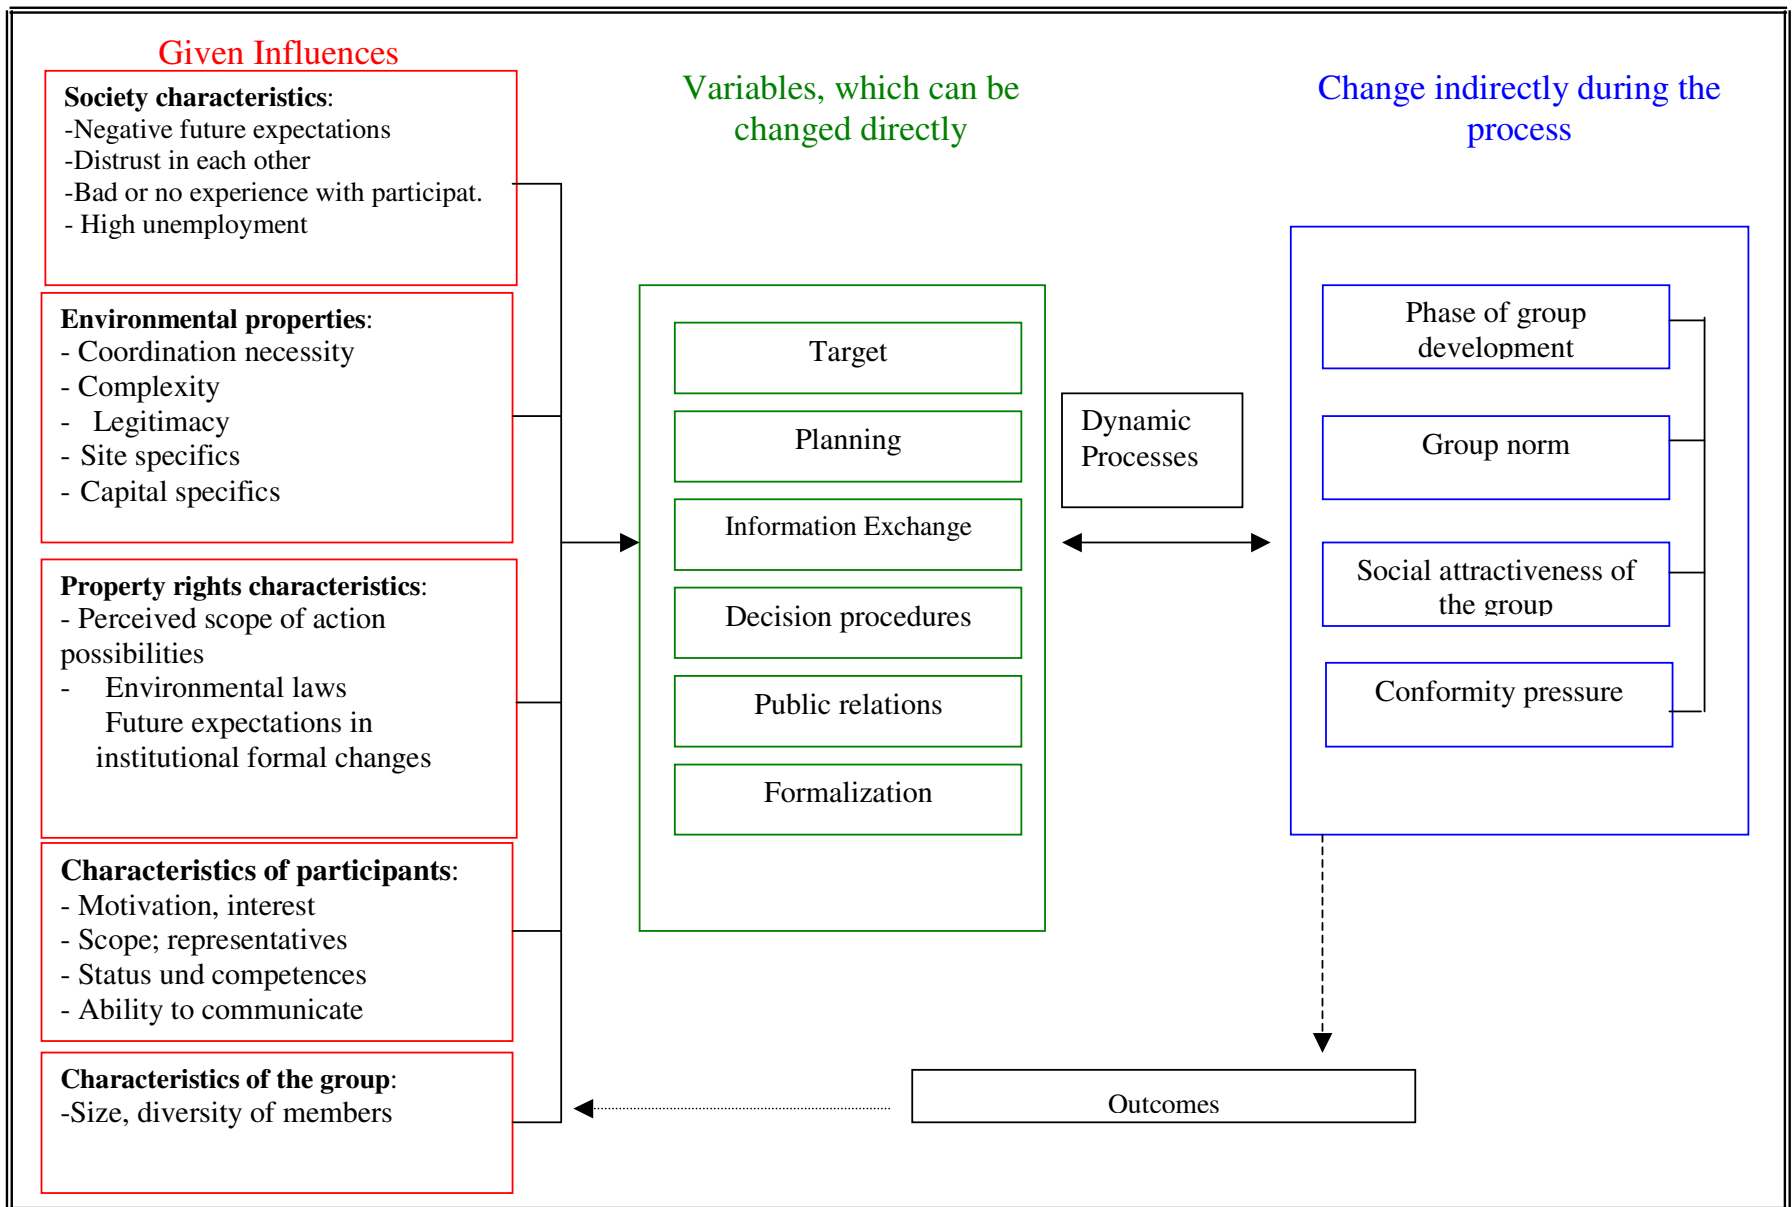 Given Influences
Society characteristics:
-Negative future expectations
-Distrust in each other
-Bad or no experience with participat.
- High unemployment
Environmental properties:
- Coordination necessity
- Complexity
- Legitimacy
- Site specifics
- Capital specifics
Property rights characteristics:
- Perceived scope of action
possibilities
- Environmental laws
Future expectations in
institutional formal changes
Characteristics of participants:
- Motivation, interest
- Scope; representatives
- Status und competences
- Ability to communicate
Characteristics of the group:
-Size, diversity of members
Variables, which can be
changed directly
Target
Planning
Information Exchange
Decision procedures
Public relations
Formalization
Dynamic
Processes
Change indirectly during the
process
Phase of group
development
Group norm
Social attractiveness of
the group
Conformity pressure
Outcomes